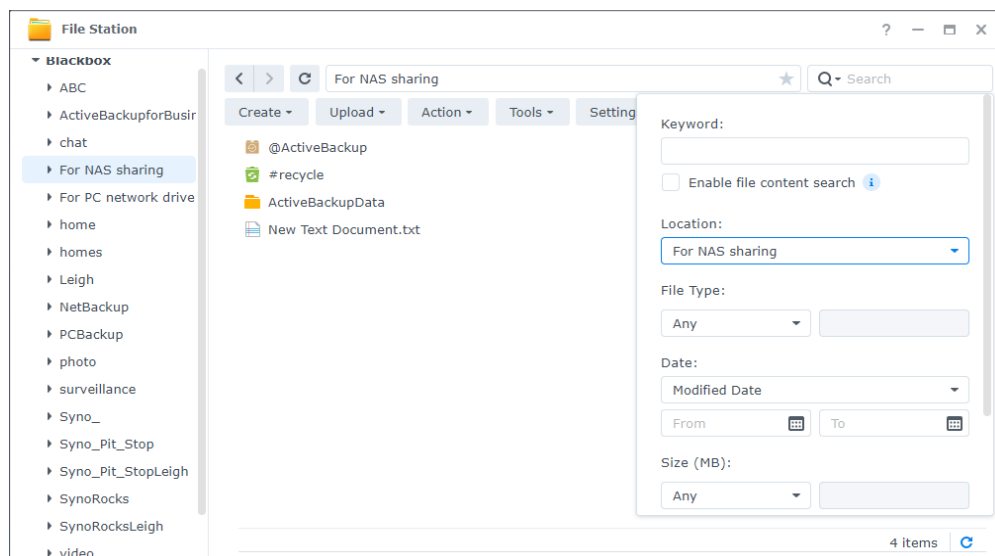 File Station
?
Blackbox
ABC
ActiveBackupforBusir
chat
For NAS sharing
For PC network drive
home
homes
Leigh
NetBackup
PCBackup
photo
surveillance
Syno_
Syno_Pit_Stop
Syno_Pit_StopLeigh
SynoRocks
SynoRocksLeigh
video
For NAS sharing
Search
Create
Upload
Action
Tools
Setting
@ActiveBackup
#recycle
ActiveBackupData
New Text Document.txt
Keyword:
Enable file content search
Location:
For NAS sharing
File Type:
Any
Date:
Modified Date
From To
Size (MB):
Any
4 items